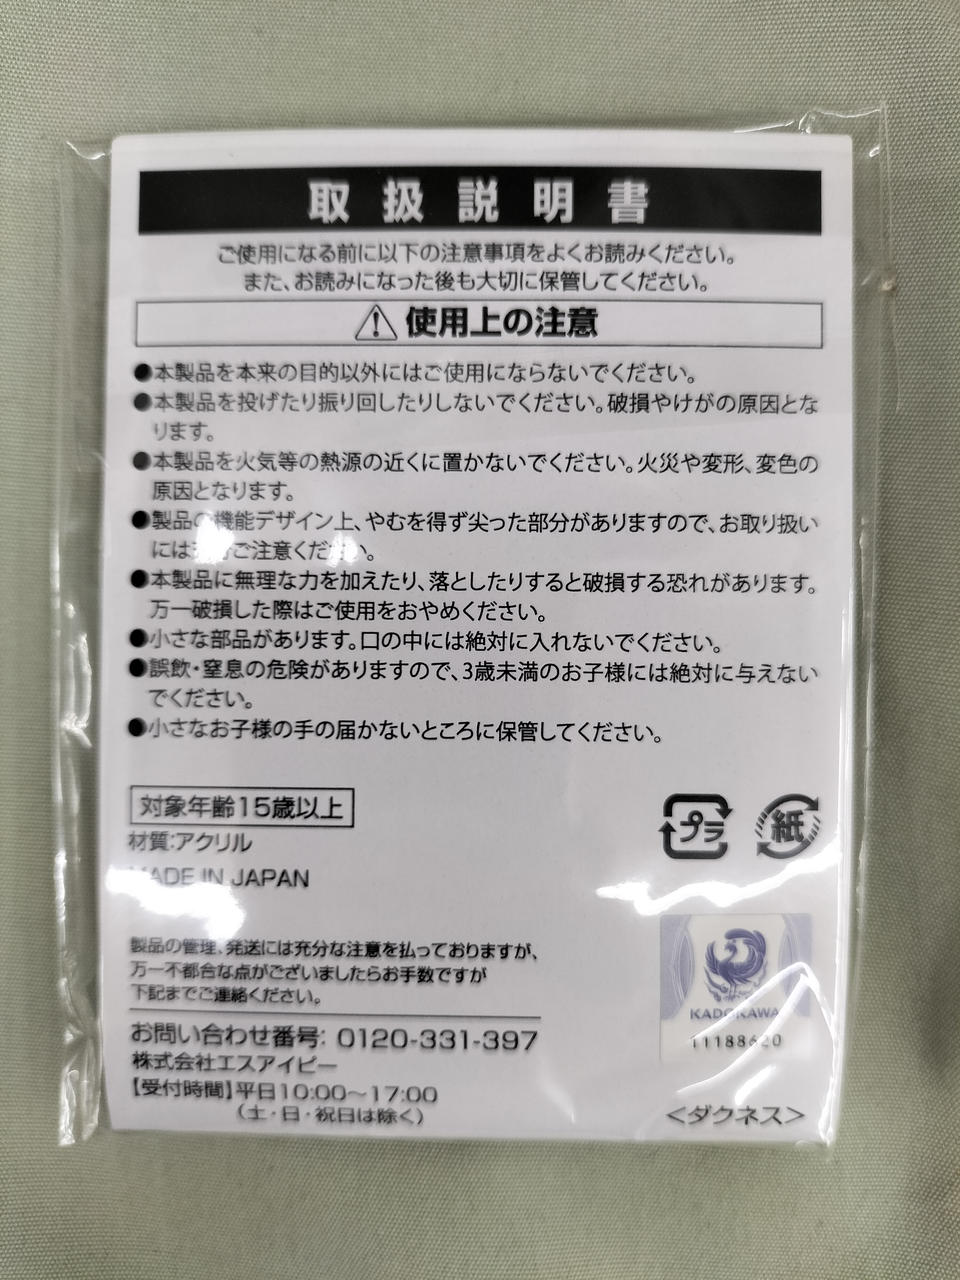 取扱説明書
ご使用になる前に以下の注意事項をよくお読みください。
また、お読みになった後も大切に保管してください。
使用上の注意
●本製品を本来の目的以外にはご使用にならないでください。
●本製品を投げたり振り回したりしないでください。破損やけがの原因とな
ります。
●本製品を火気等の熱源の近くに置かないでください。火災や変形、変色の
原因となります。
●製品の機能デザイン上、やむを得ず尖った部分がありますので、お取り扱い
にはご注意ください。
●本製品に無理な力を加えたり、落としたりすると破損する恐れがあります。
万一破損した際はご使用をおやめください。
●小さな部品があります。口の中には絶対に入れないでください。
●誤飲・窒息の危険がありますので、3歳未満のお子様には絶対に与えない
でください。
●小さなお子様の手の届かないところに保管してください。
対象年齢15歳以上
プラ
紙
材質:アクリル
MADE IN JAPAN
製品の管理、発送には充分な注意を払っておりますが、
万一不都合な点がございましたらお手数ですが
下記までご連絡ください。
KADOKAWA
お問い合わせ番号: 0120-331-397
株式会社エスアイピー
【受付時間】平日10:00～17:00
(土・日・祝日は除く)
<ダクネス>